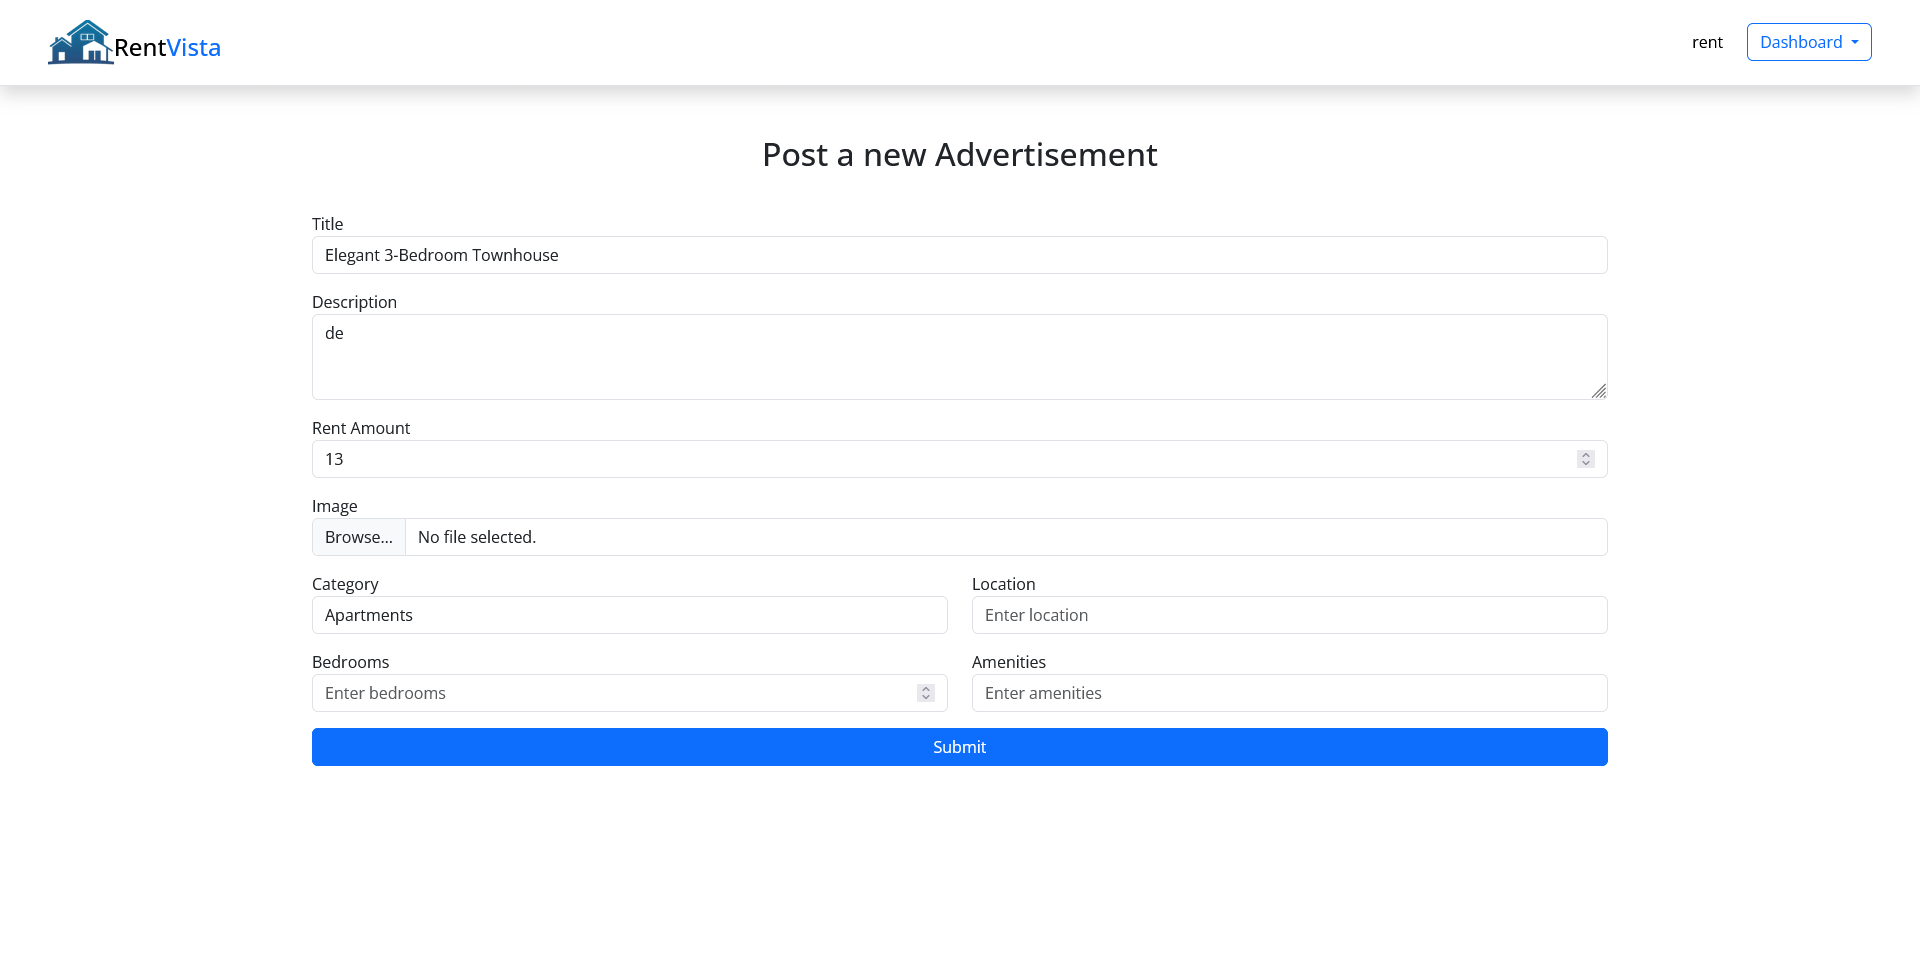 RentVista
rent
Dashboard
Post a new Advertisement
Title
Elegant 3-Bedroom Townhouse
Description
de
Rent Amount
13
Image
Browse... No file selected.
Category
Apartments
Location
Enter location
Bedrooms
Enter bedrooms
Amenities
Enter amenities
Submit